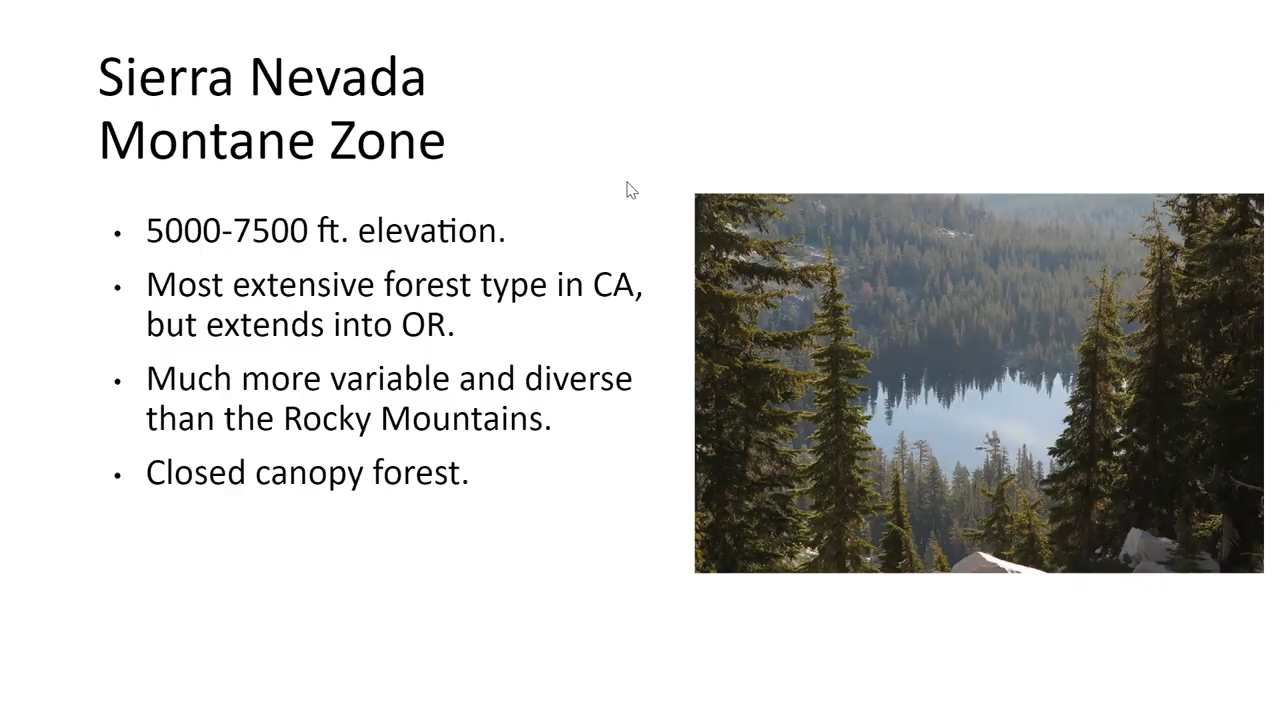 Sierra Nevada
Montane Zone
• 5000-7500 ft. elevation.
• Most extensive forest type in CA,
but extends into OR.
• Much more variable and diverse
than the Rocky Mountains.
• Closed canopy forest.